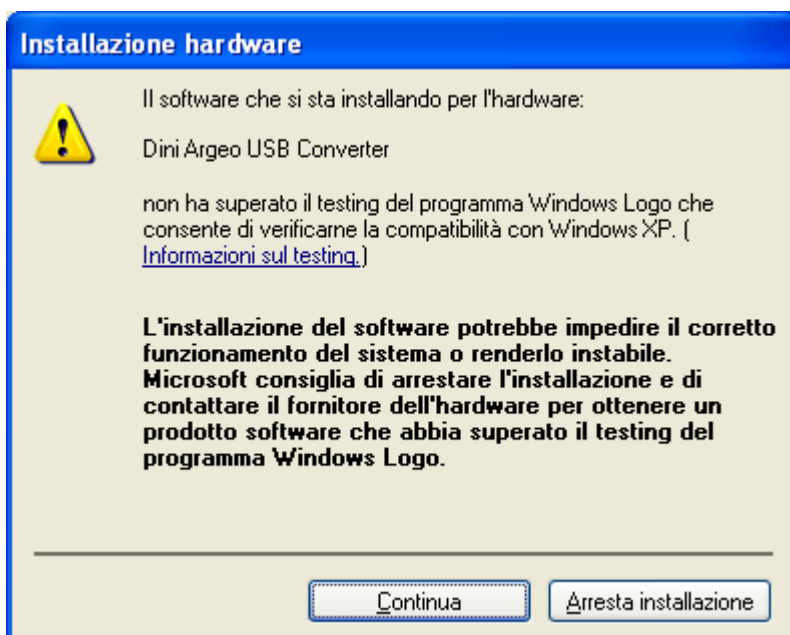 Installazione hardware
Il software che si sta installando per l'hardware:
Dini Argeo USB Converter
non ha superato il testing del programma Windows Logo che
consente di verificarne la compatibilità con Windows XP. (
Informazioni sul testing.)
L'installazione del software potrebbe impedire il corretto
funzionamento del sistema o renderlo instabile.
Microsoft consiglia di arrestare l'installazione e di
contattare il fornitore dell'hardware per ottenere un
prodotto software che abbia superato il testing del
programma Windows Logo.
Continua
Arresta installazione